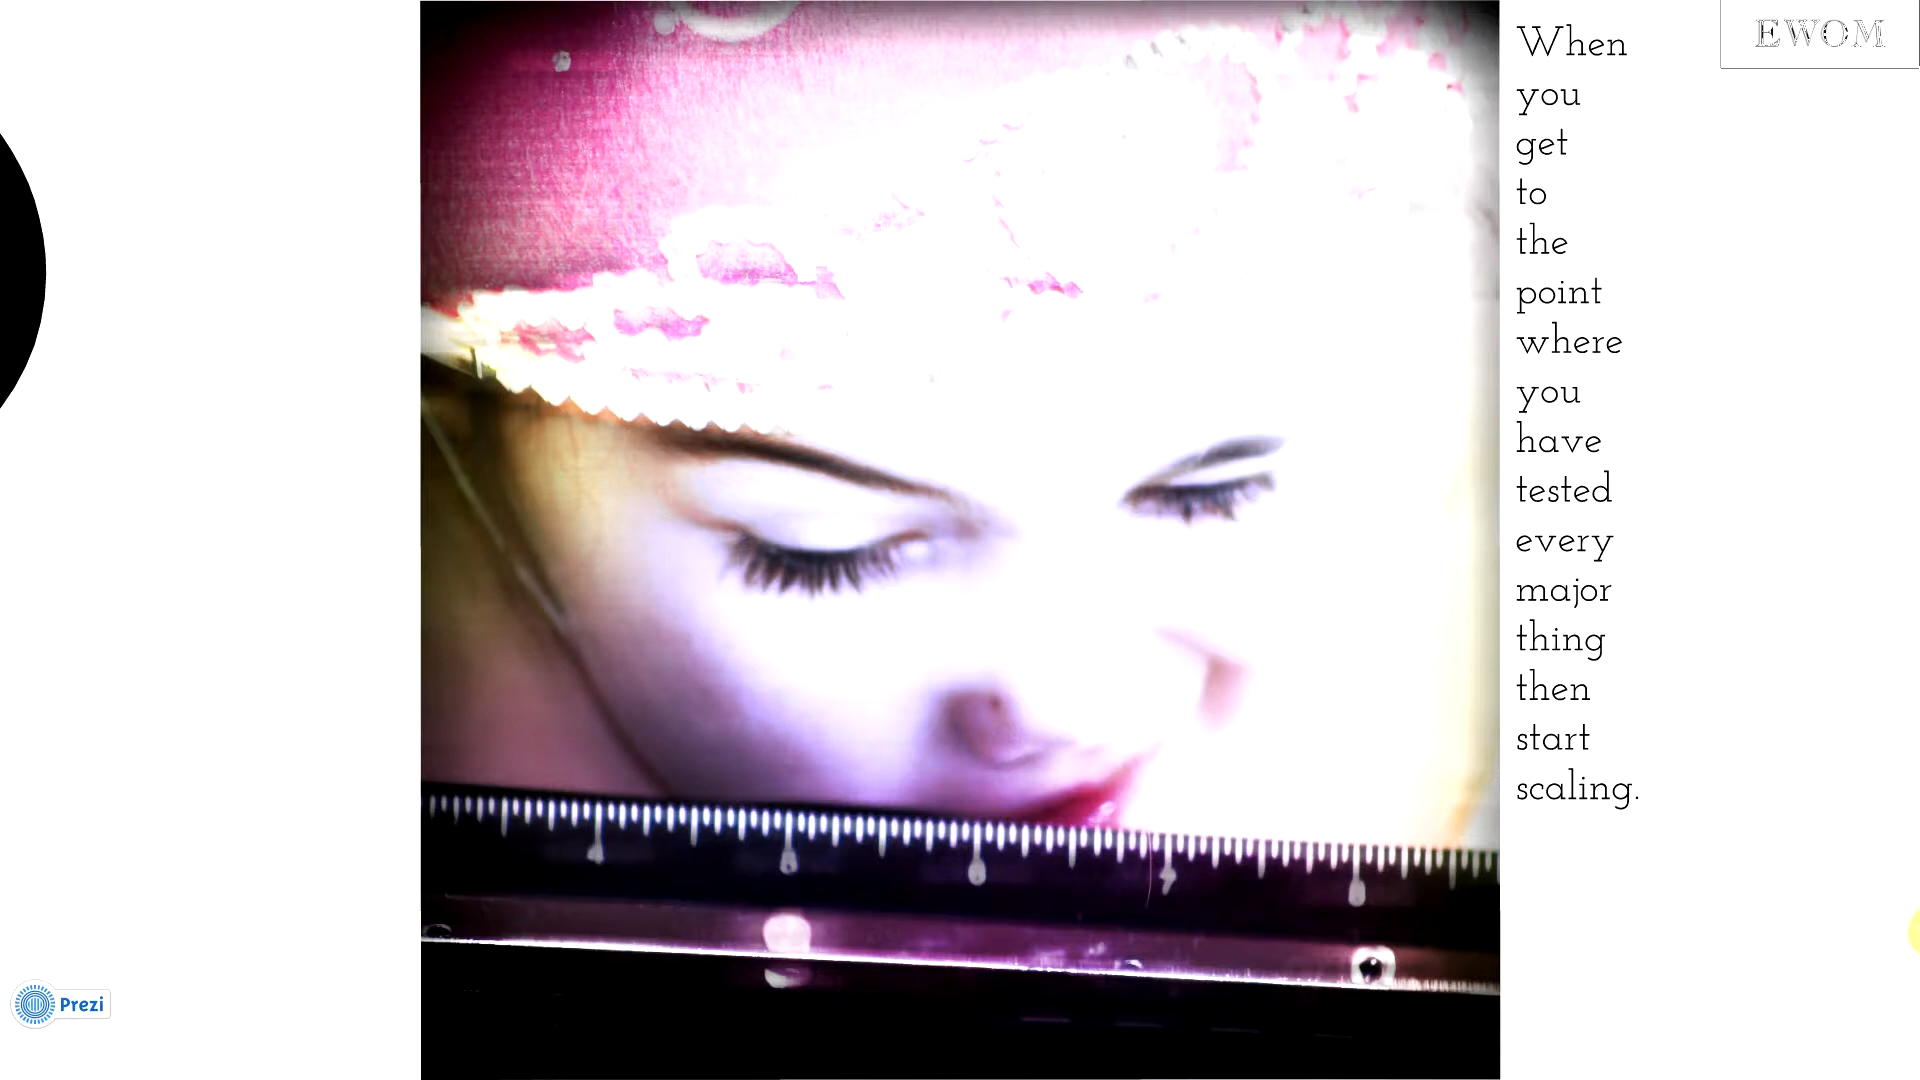 When
you
get
to
the
point
where
you
have
tested
every
major
thing
then
start
scaling.
EWOM
Prezi